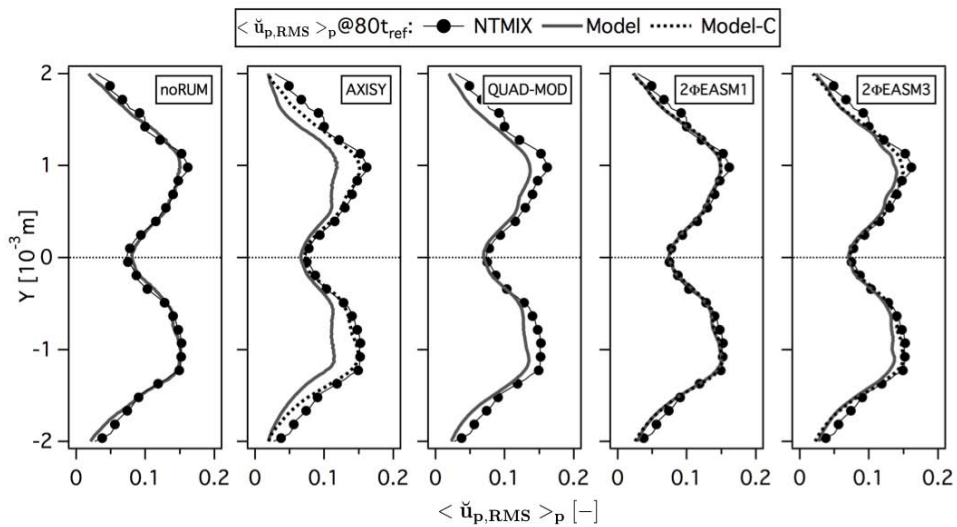 < ŭp,RMS >p@80tref: NTMIX Model Model-C
noRUM AXISY QUAD-MOD 2ΦEASM1 2ΦEASM3
Y [10-3m]
2
1
0
-1
-2
0 0.1 0.2 0 0.1 0.2 0 0.1 0.2 0 0.1 0.2 0 0.1 0.2
< ŭp,RMS >p [–]